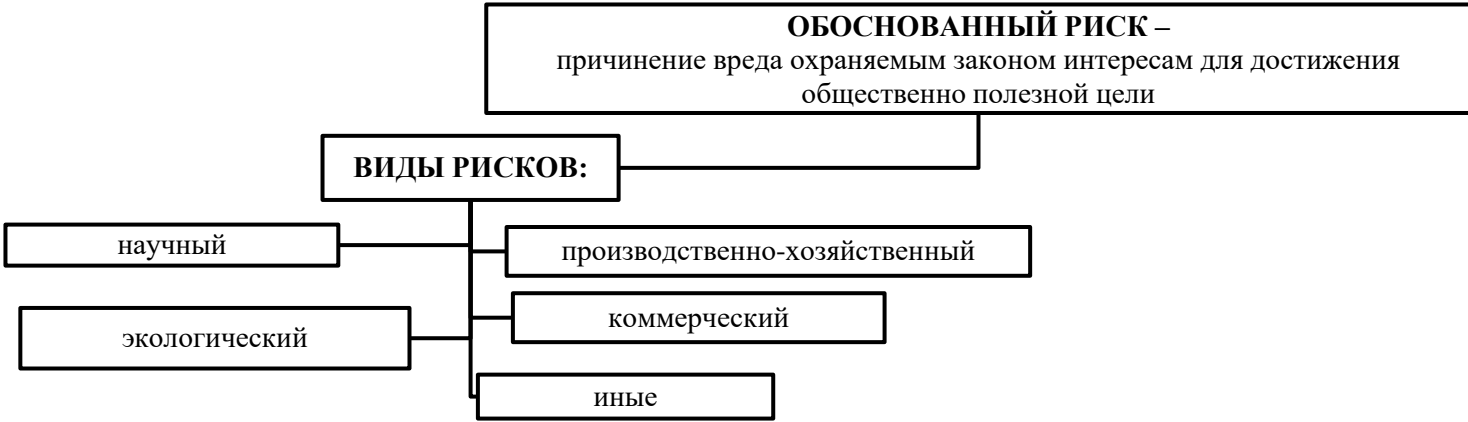 ОБОСНОВАННЫЙ РИСК –
причинение вреда охраняемым законом интересам для достижения
общественно полезной цели
ВИДЫ РИСКОВ:
научный
производственно-хозяйственный
экологический
коммерческий
иные